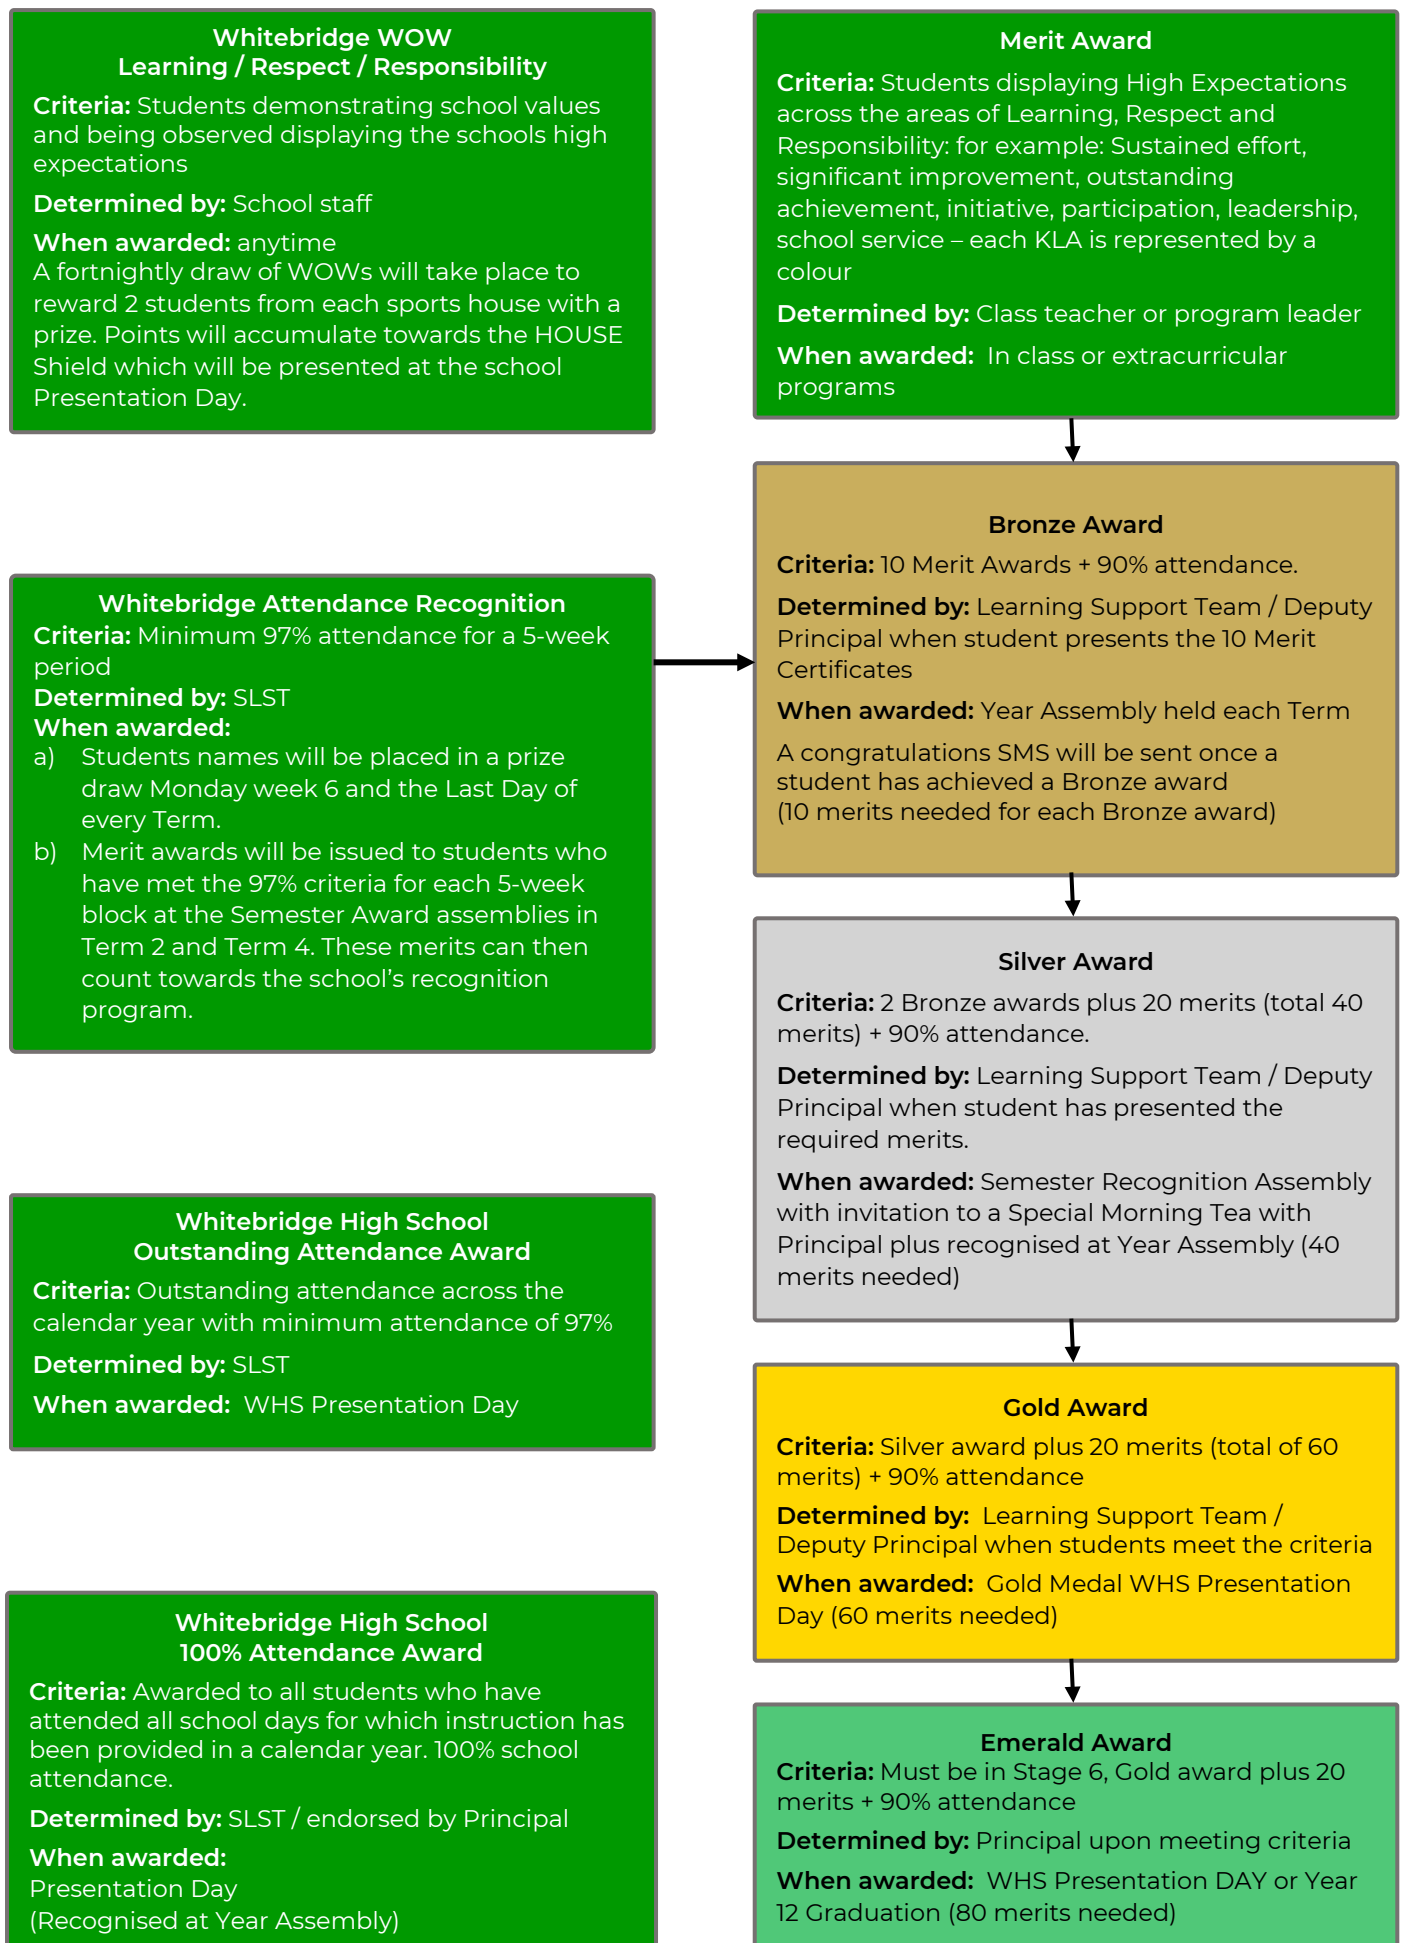 Whitebridge WOW
Learning / Respect / Responsibility
Criteria: Students demonstrating school values
and being observed displaying the schools high
expectations
Determined by: School staff
When awarded: anytime
A fortnightly draw of WOWs will take place to
reward 2 students from each sports house with a
prize. Points will accumulate towards the HOUSE
Shield which will be presented at the school
Presentation Day.
Whitebridge Attendance Recognition
Criteria: Minimum 97% attendance for a 5-week
period
Determined by: SLST
When awarded:
a) Students names will be placed in a prize
draw Monday week 6 and the Last Day of
every Term.
b) Merit awards will be issued to students who
have met the 97% criteria for each 5-week
block at the Semester Award assemblies in
Term 2 and Term 4. These merits can then
count towards the school’s recognition
program.
Whitebridge High School
Outstanding Attendance Award
Criteria: Outstanding attendance across the
calendar year with minimum attendance of 97%
Determined by: SLST
When awarded: WHS Presentation Day
Whitebridge High School
100% Attendance Award
Criteria: Awarded to all students who have
attended all school days for which instruction has
been provided in a calendar year. 100% school
attendance.
Determined by: SLST / endorsed by Principal
When awarded:
Presentation Day
(Recognised at Year Assembly)
Merit Award
Criteria: Students displaying High Expectations
across the areas of Learning, Respect and
Responsibility: for example: Sustained effort,
significant improvement, outstanding
achievement, initiative, participation, leadership,
school service – each KLA is represented by a
colour
Determined by: Class teacher or program leader
When awarded: In class or extracurricular
programs
Bronze Award
Criteria: 10 Merit Awards + 90% attendance.
Determined by: Learning Support Team / Deputy
Principal when student presents the 10 Merit
Certificates
When awarded: Year Assembly held each Term
A congratulations SMS will be sent once a
student has achieved a Bronze award
(10 merits needed for each Bronze award)
Silver Award
Criteria: 2 Bronze awards plus 20 merits (total 40
merits) + 90% attendance.
Determined by: Learning Support Team / Deputy
Principal when student has presented the
required merits.
When awarded: Semester Recognition Assembly
with invitation to a Special Morning Tea with
Principal plus recognised at Year Assembly (40
merits needed)
Gold Award
Criteria: Silver award plus 20 merits (total of 60
merits) + 90% attendance
Determined by: Learning Support Team /
Deputy Principal when students meet the criteria
When awarded: Gold Medal WHS Presentation
Day (60 merits needed)
Emerald Award
Criteria: Must be in Stage 6, Gold award plus 20
merits + 90% attendance
Determined by: Principal upon meeting criteria
When awarded: WHS Presentation DAY or Year
12 Graduation (80 merits needed)